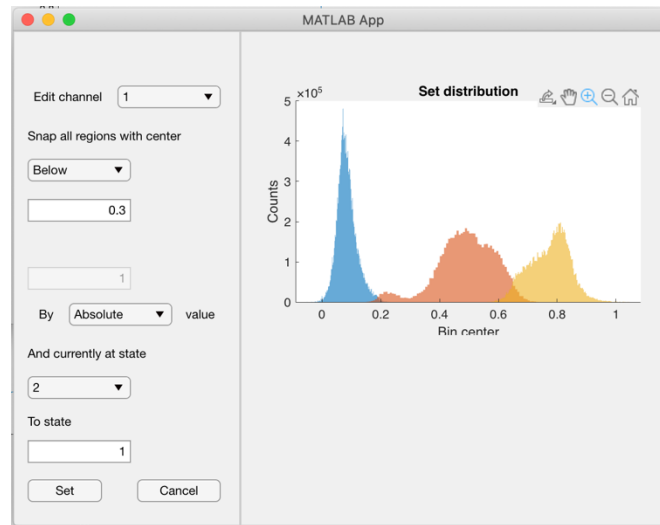 MATLAB App
Edit channel 1
Snap all regions with center
Below
0.3
1
By Absolute value
And currently at state
2
To state
1
Set Cancel
Set distribution
×10⁵
5
4
3
2
1
0
Counts
0 0.2 0.4 0.6 0.8 1
Bin center